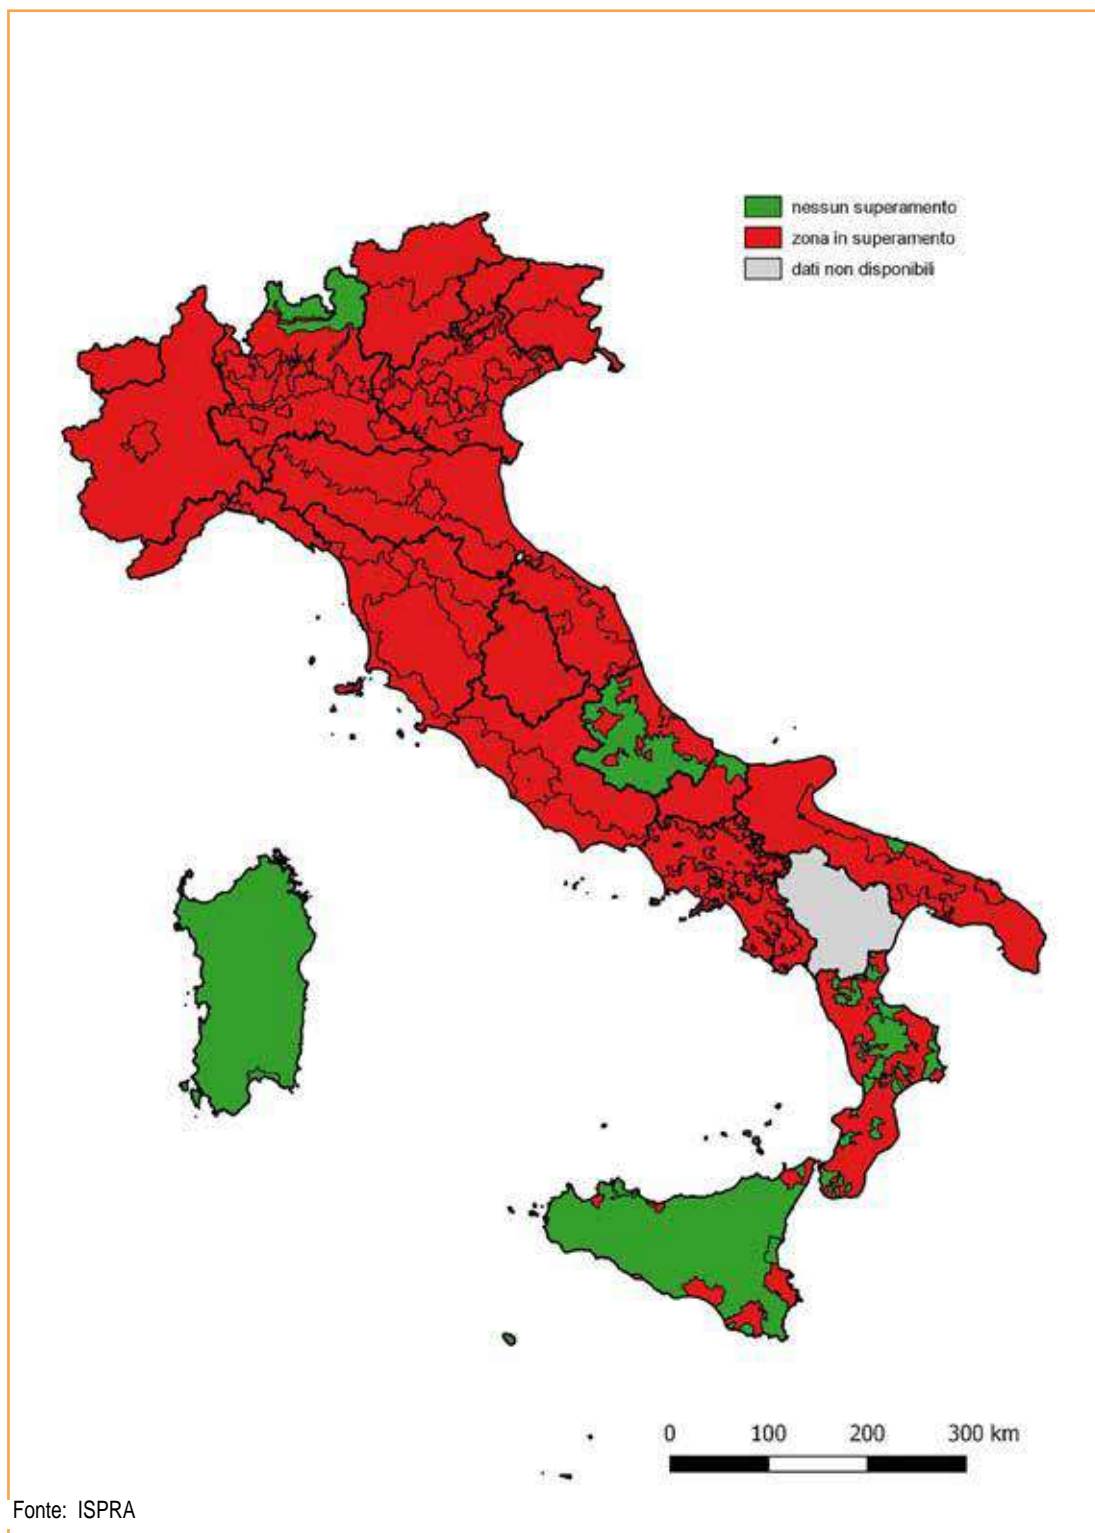 nessun superamento
zona in superamento
dati non disponibili
0 100 200 300 km
Fonte: ISPRA